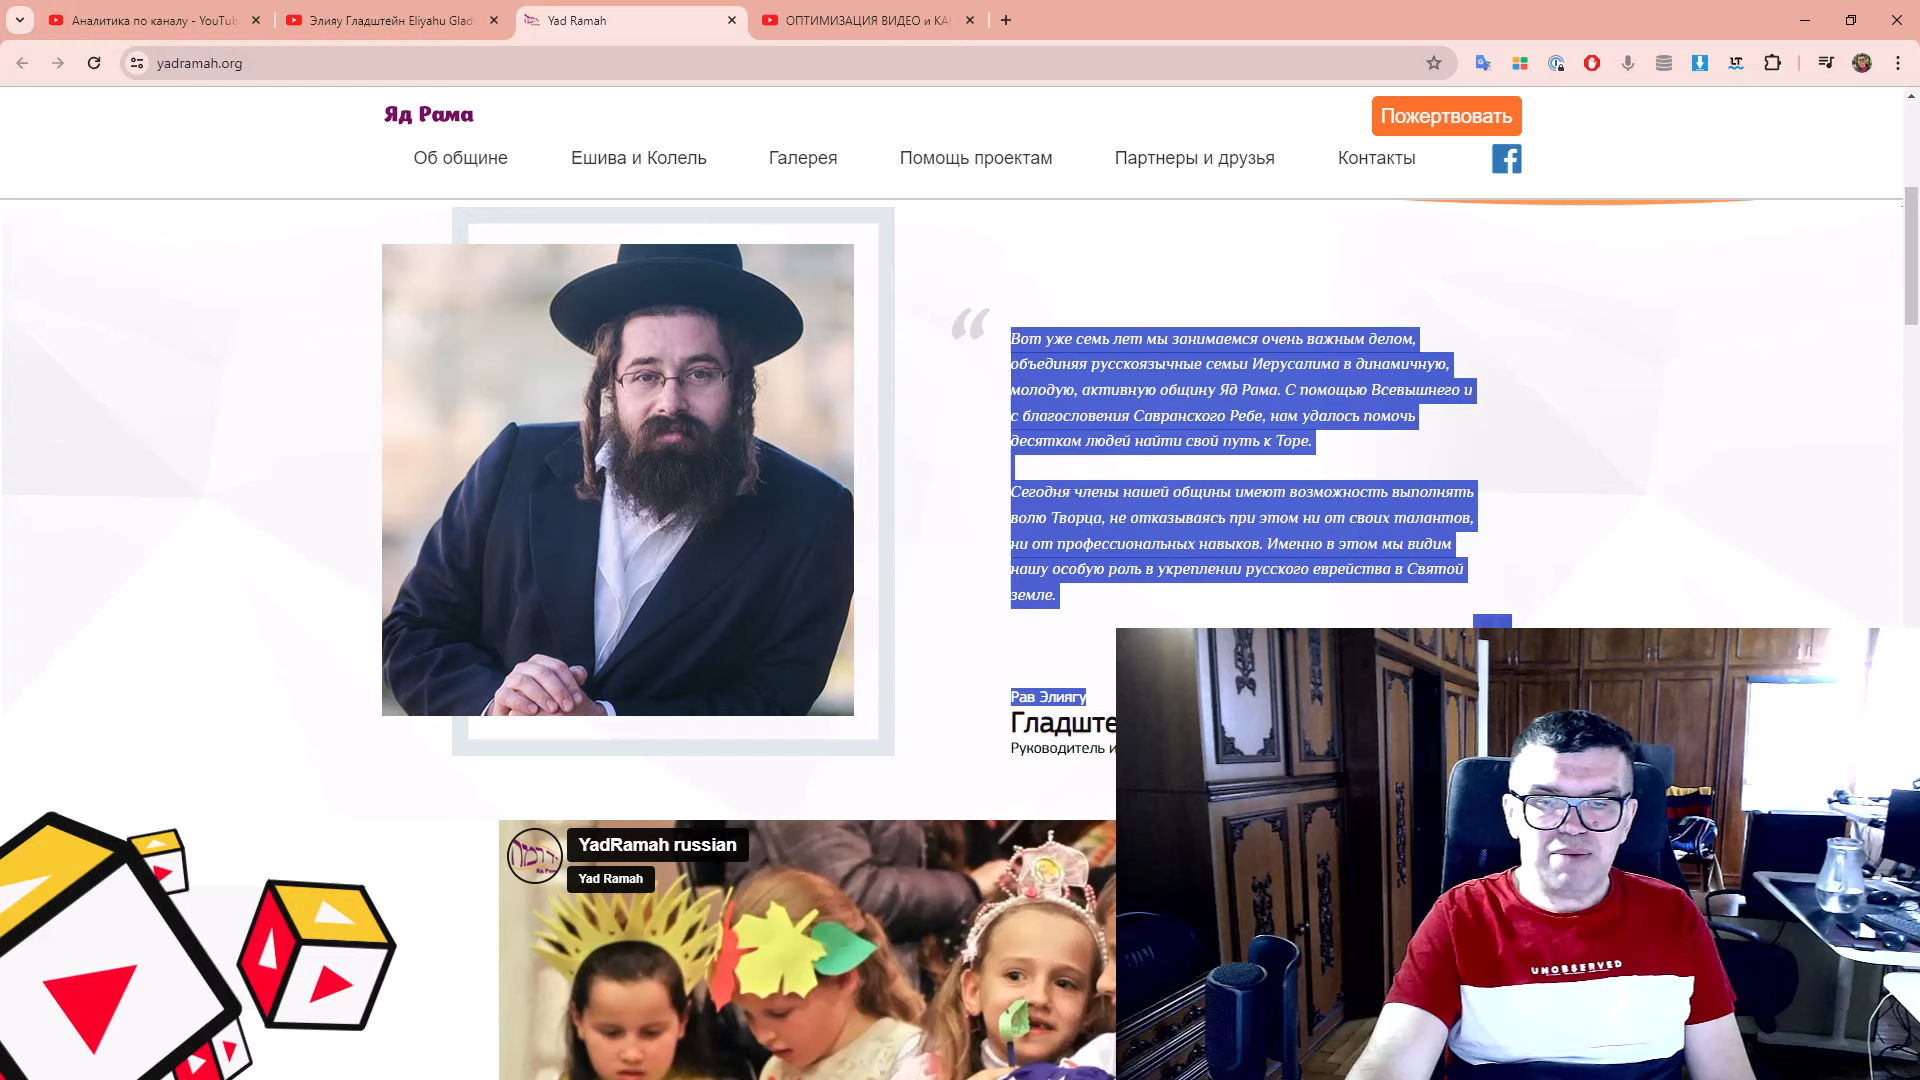 Аналитика по каналу - YouTub
Элияу Гладштейн Eliyahu Glad
Yad Ramah
ОПТИМИЗАЦИЯ ВИДЕО и КА
yadramah.org
Яд Рама
Пожертвовать
Об общине
Ешива и Колель
Галерея
Помощь проектам
Партнеры и друзья
Контакты
“
Вот уже семь лет мы занимаемся очень важным делом,
объединяя русскоязычные семьи Иерусалима в динамичную,
молодую, активную общину Яд Рама. С помощью Всевышнего и
с благословения Савранского Ребе, нам удалось помочь
десяткам людей найти свой путь к Торе.
Сегодня члены нашей общины имеют возможность выполнять
волю Творца, не отказываясь при этом ни от своих талантов,
ни от профессиональных навыков. Именно в этом мы видим
нашу особую роль в укреплении русского еврейства в Святой
земле.
Рав Элиягу
Гладште
Руководитель и
YadRamah russian
Yad Ramah
UNOBSERVED